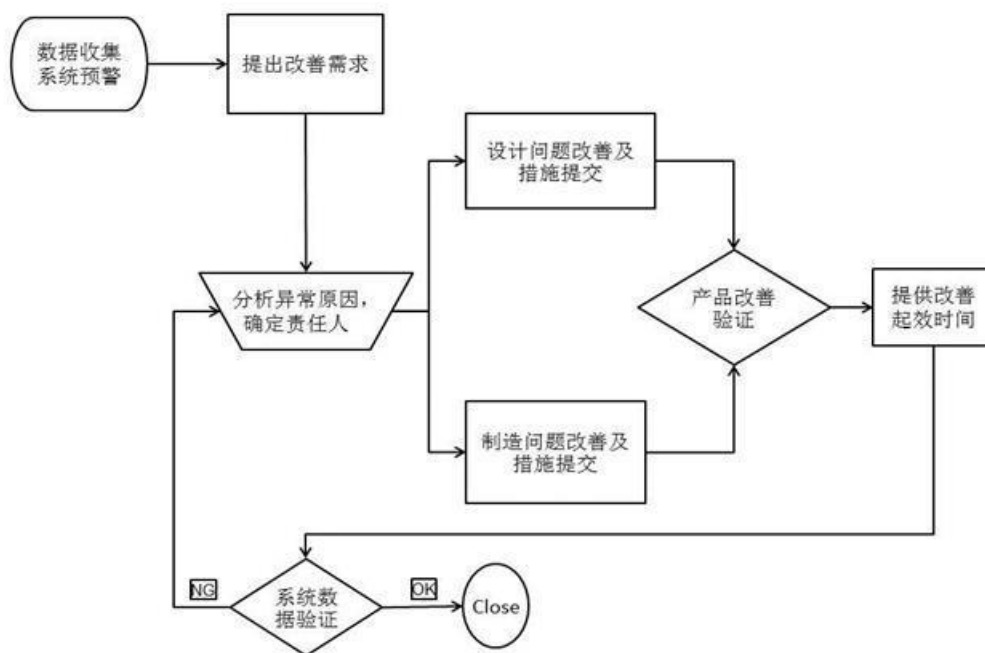 数据收集
系统预警
提出改善需求
设计问题改善及
措施提交
分析异常原因，
确定责任人
产品改善
验证
提供改善
起效时间
制造问题改善及
措施提交
NG
系统数
据验证
OK
Close